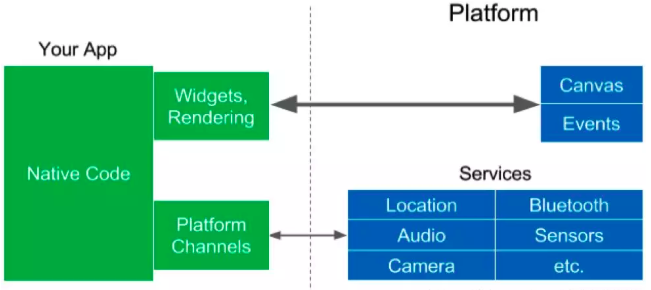 Platform
Your App
Widgets,
Rendering
Canvas
Events
Native Code
Services
Platform
Channels
Location
Bluetooth
Audio
Sensors
Camera
etc.